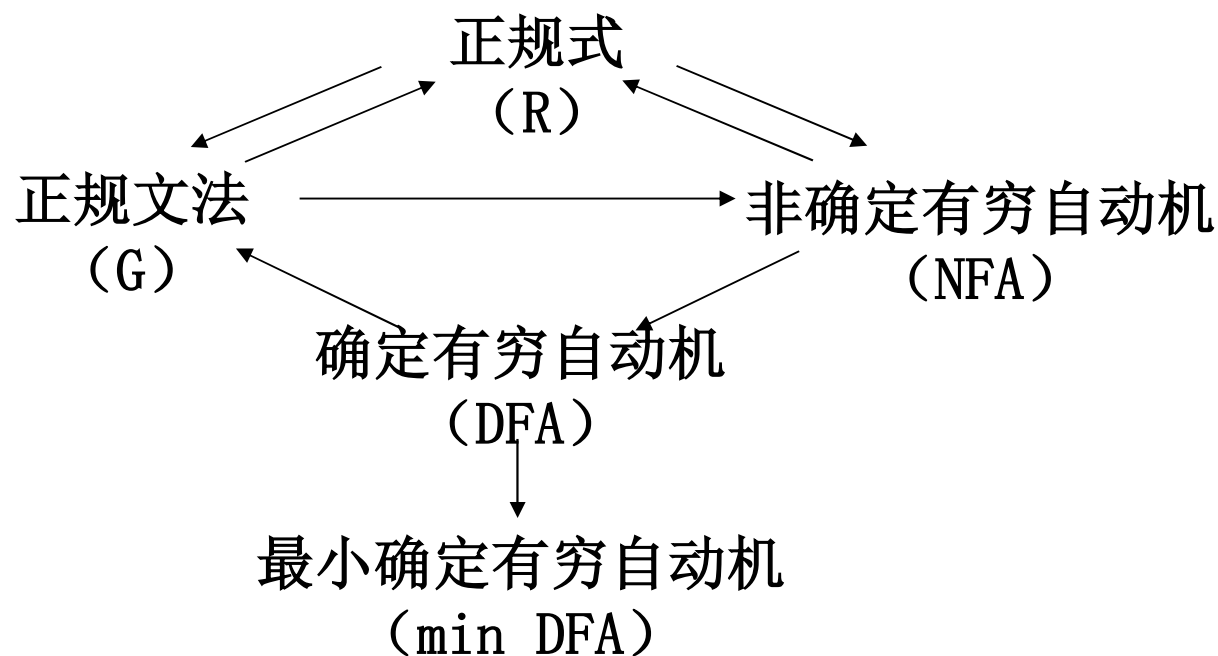 正规式
（R）
正规文法
（G）
非确定有穷自动机
（NFA）
确定有穷自动机
（DFA）
最小确定有穷自动机
（min DFA）